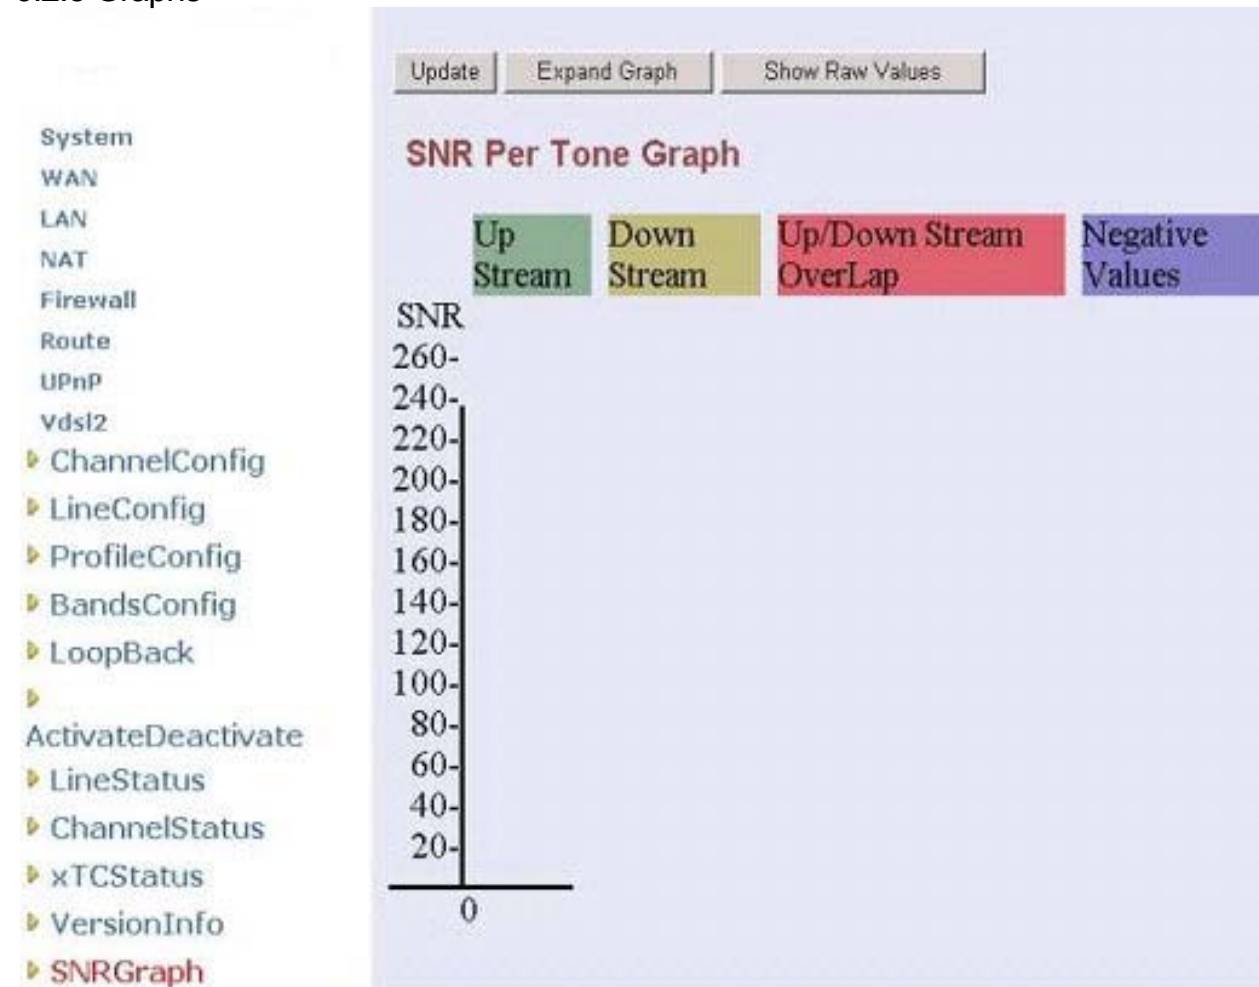 Graphs
Update
Expand Graph
Show Raw Values
System
WAN
LAN
NAT
Firewall
Route
UPnP
Vdsl2
ChannelConfig
LineConfig
ProfileConfig
BandsConfig
LoopBack
ActivateDeactivate
LineStatus
ChannelStatus
xTCStatus
VersionInfo
SNRGraph
SNR Per Tone Graph
Up
Stream
Down
Stream
Up/Down Stream
OverLap
Negative
Values
SNR
260-
240-
220-
200-
180-
160-
140-
120-
100-
80-
60-
40-
20-
0